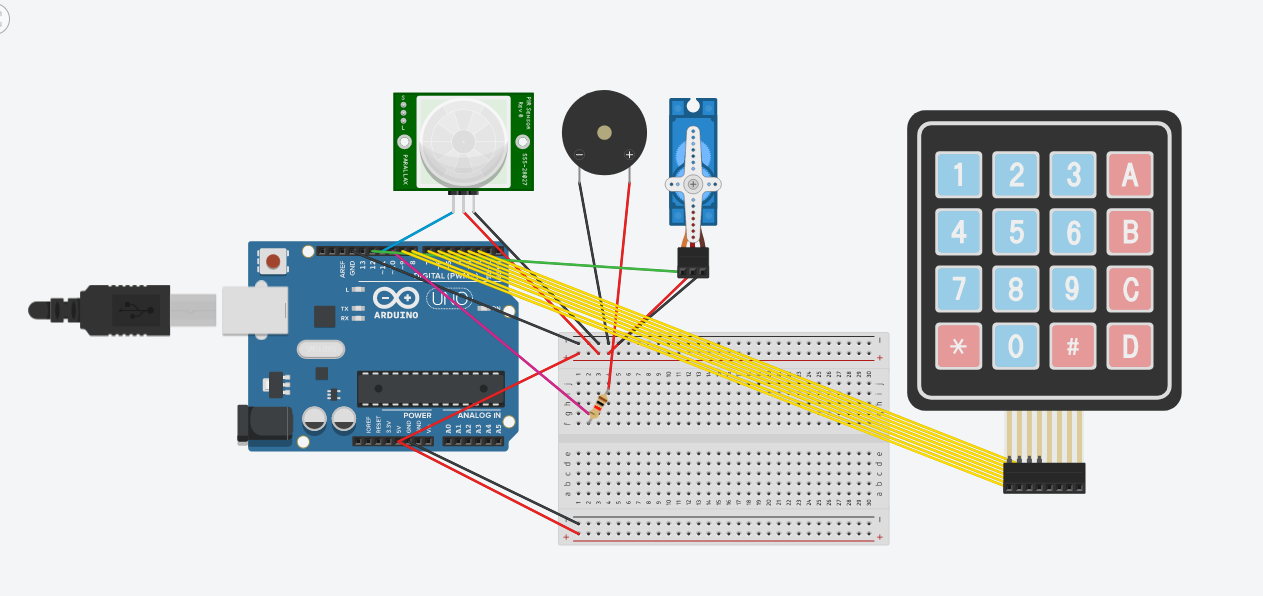 PIR SENSOR
Rev B
PARALLAX
555-28027
AREF
GND
13
12
~11
~10
~9
8
DIGITAL (PWM
L
TX
RX
UNO
ON
ARDUINO
POWER
ANALOG IN
IOREF
RESET
3.3V
5V
GND
GND
A0
A1
A2
A3
A4
A5
1 2 3 A
4 5 6 B
7 8 9 C
* 0 # D
j
i
h
g
f
e
d
c
b
a